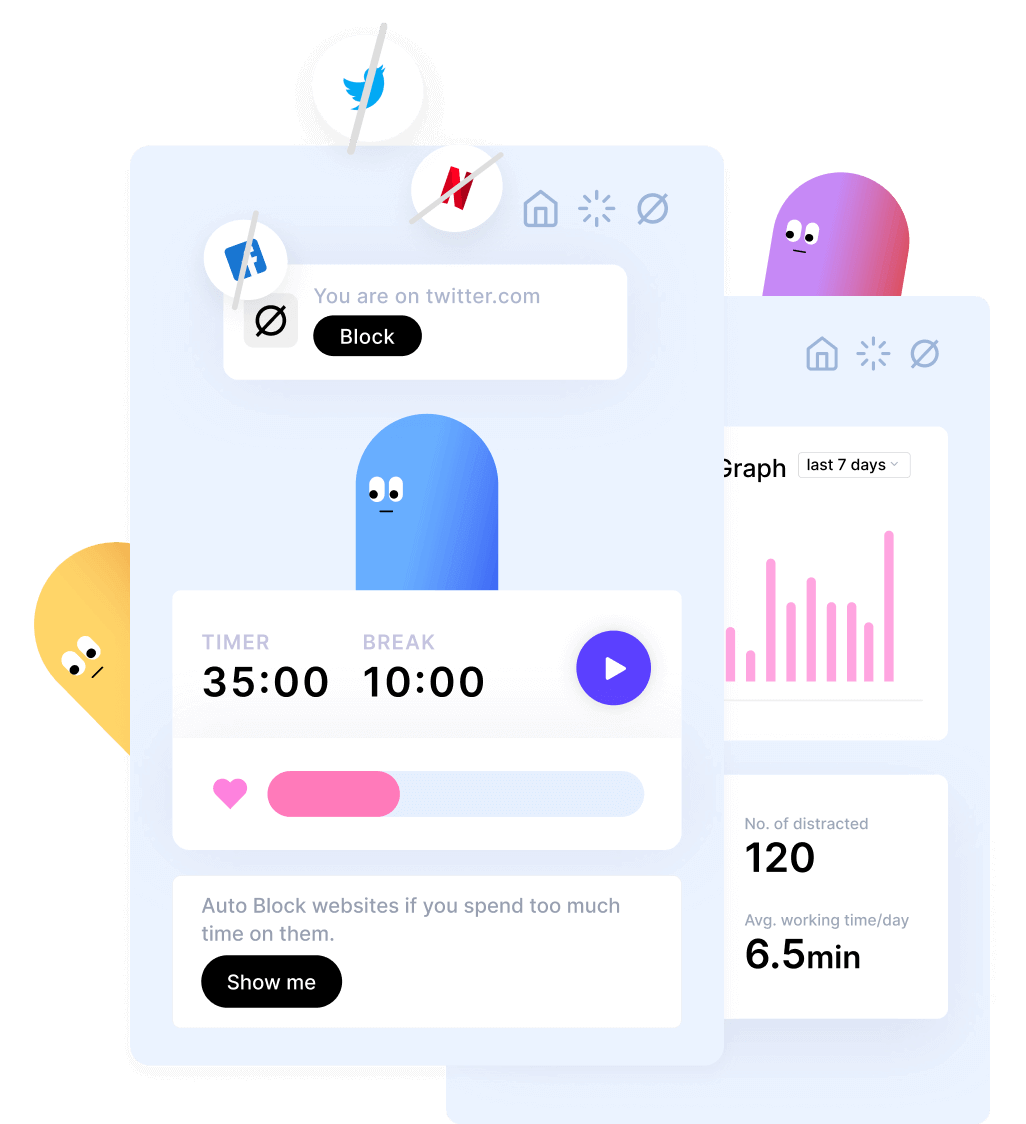 You are on twitter.com
Block
TIMER
BREAK
35:00
10:00
Auto Block websites if you spend too much
time on them.
Show me
Graph
last 7 days
No. of distracted
120
Avg. working time/day
6.5min